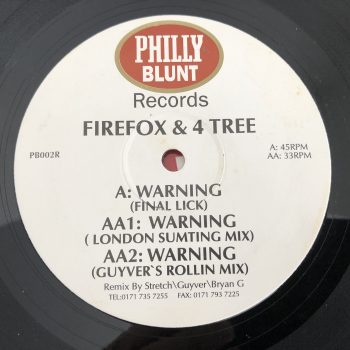 PHILLY
BLUNT
Records
FIREFOX & 4 TREE
PB002R
A: 45RPM
AA: 33RPM
A: WARNING
(FINAL LICK)
AA1: WARNING
( LONDON SUMTING MIX)
AA2: WARNING
(GUYVER`S ROLLIN MIX)
Remix By Stretch\Guyver\Bryan G
TEL:0171 735 7255 FAX: 0171 793 7225